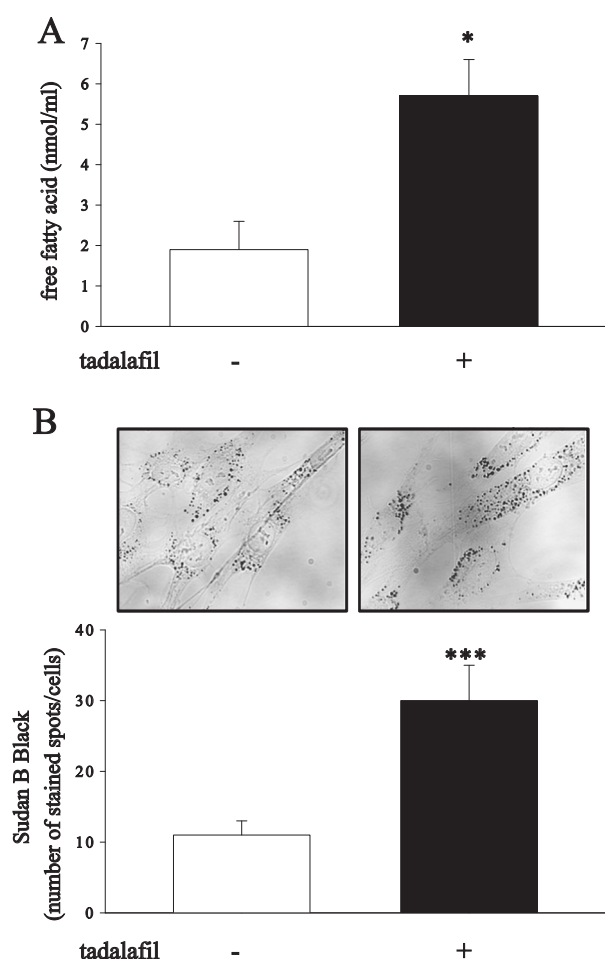 A
*
7
6
5
4
3
2
1
0
free fatty acid (nmol/ml)
tadalafil - +
B
***
40
30
20
10
0
Sudan B Black
(number of stained spots/cells)
tadalafil - +